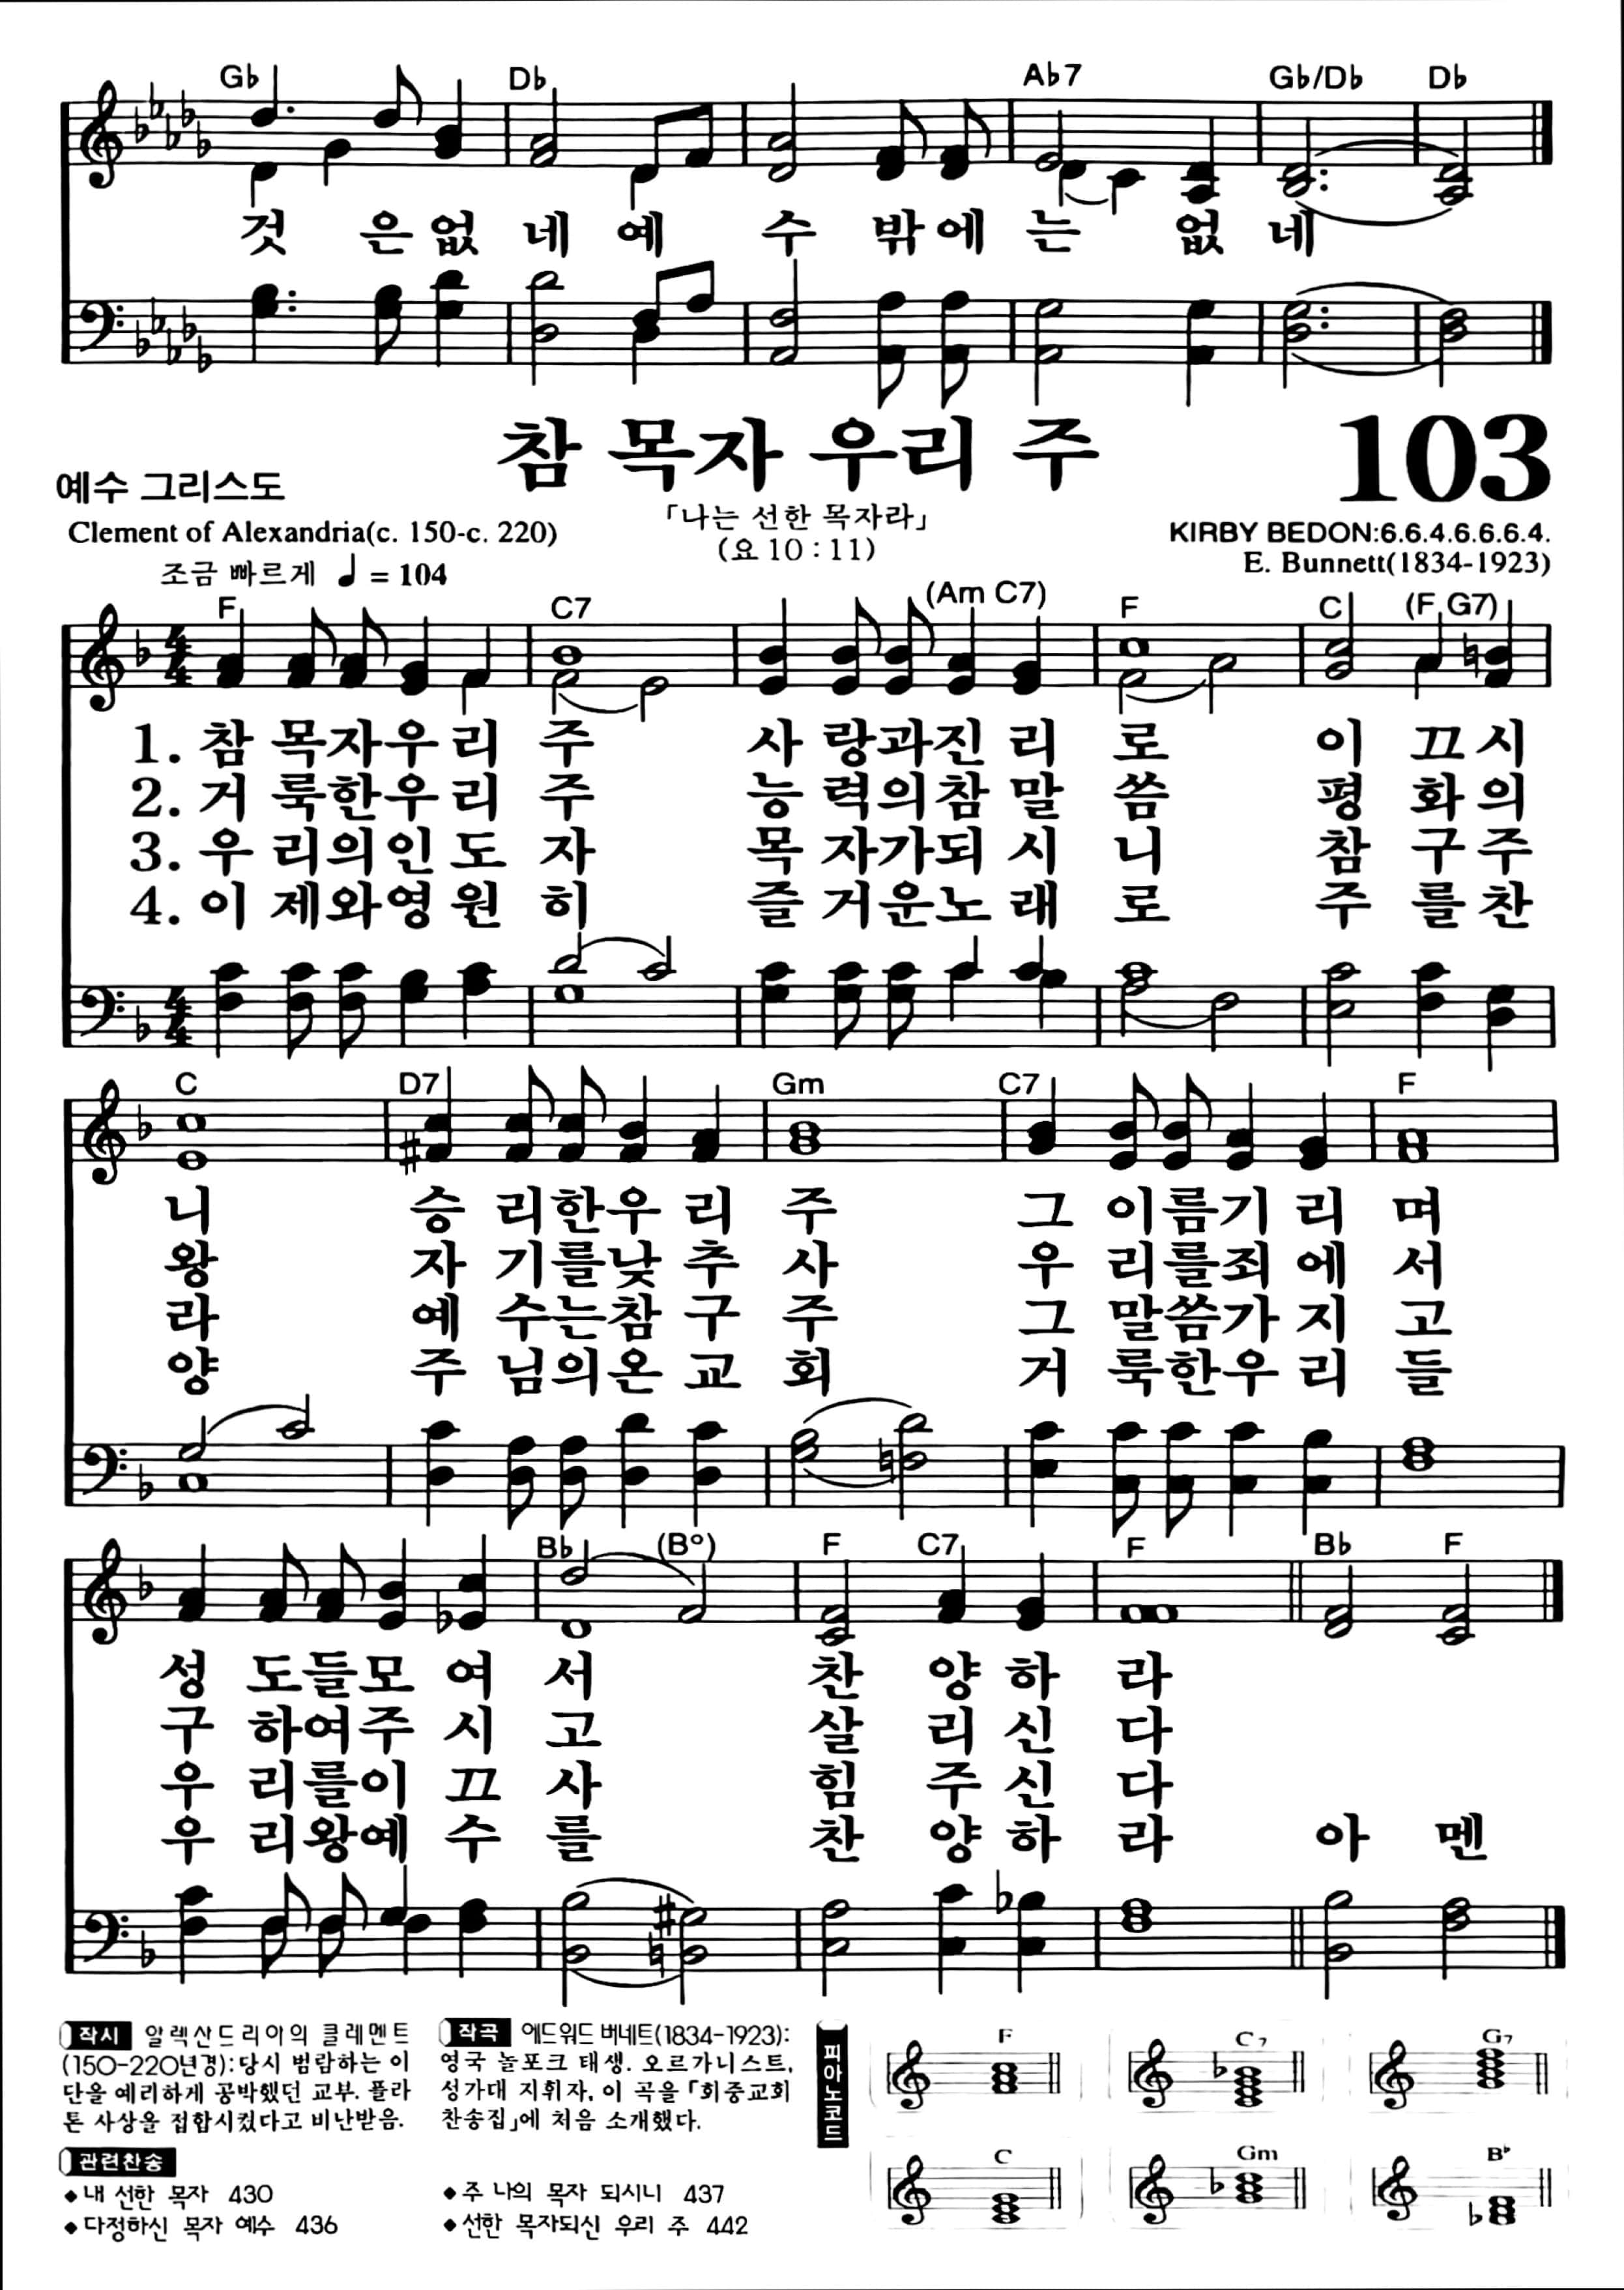 G♭ D♭ A♭7 G♭/D♭ D♭
것 은 없 네 예 수 밖 에 는 없 네
참 목자 우리 주 103
예수 그리스도
「나는 선한 목자라」
Clement of Alexandria(c. 150-c. 220)
(요 10 : 11)
KIRBY BEDON:6.6.4.6.6.6.4.
조금 빠르게 ♩ = 104
E. Bunnett(1834-1923)
F C7 (Am C7) F C (F G7)
1. 참 목자우 리 주 사 랑과진 리 로 이 끄 시
2. 거 룩한우 리 주 능 력의참 말 씀 평 화 의
3. 우 리의인 도 자 목 자가되 시 니 참 구 주
4. 이 제와영 원 히 즐 거운노 래 로 주 를 찬
C D7 Gm C7 F
니 승 리한우 리 주 그 이름기 리 며
왕 자 기를낮 추 사 우 리를죄 에 서
라 예 수는참 구 주 그 말씀가 지 고
양 주 님의온 교 회 거 룩한우 리 들
B♭ (B°) F C7 F B♭ F
성 도들모 여 서 찬 양 하 라
구 하여주 시 고 살 리 신 다
우 리를이 끄 사 힘 주 신 다
우 리왕예 수 를 찬 양 하 라 아 멘
작시 알렉산드리아의 클레멘트
(150-220년경):당시 범람하는 이
단을 예리하게 공박했던 교부. 플라
톤 사상을 접합시켰다고 비난받음.
작곡 에드워드 버네트(1834-1923):
영국 놀포크 태생. 오르가니스트,
성가대 지휘자, 이 곡을 「회중교회
찬송집」에 처음 소개했다.
관련찬송
◆내 선한 목자 430
◆다정하신 목자 예수 436
◆주 나의 목자 되시니 437
◆선한 목자되신 우리 주 442
피아노코드
F C7 G7
C Gm B♭